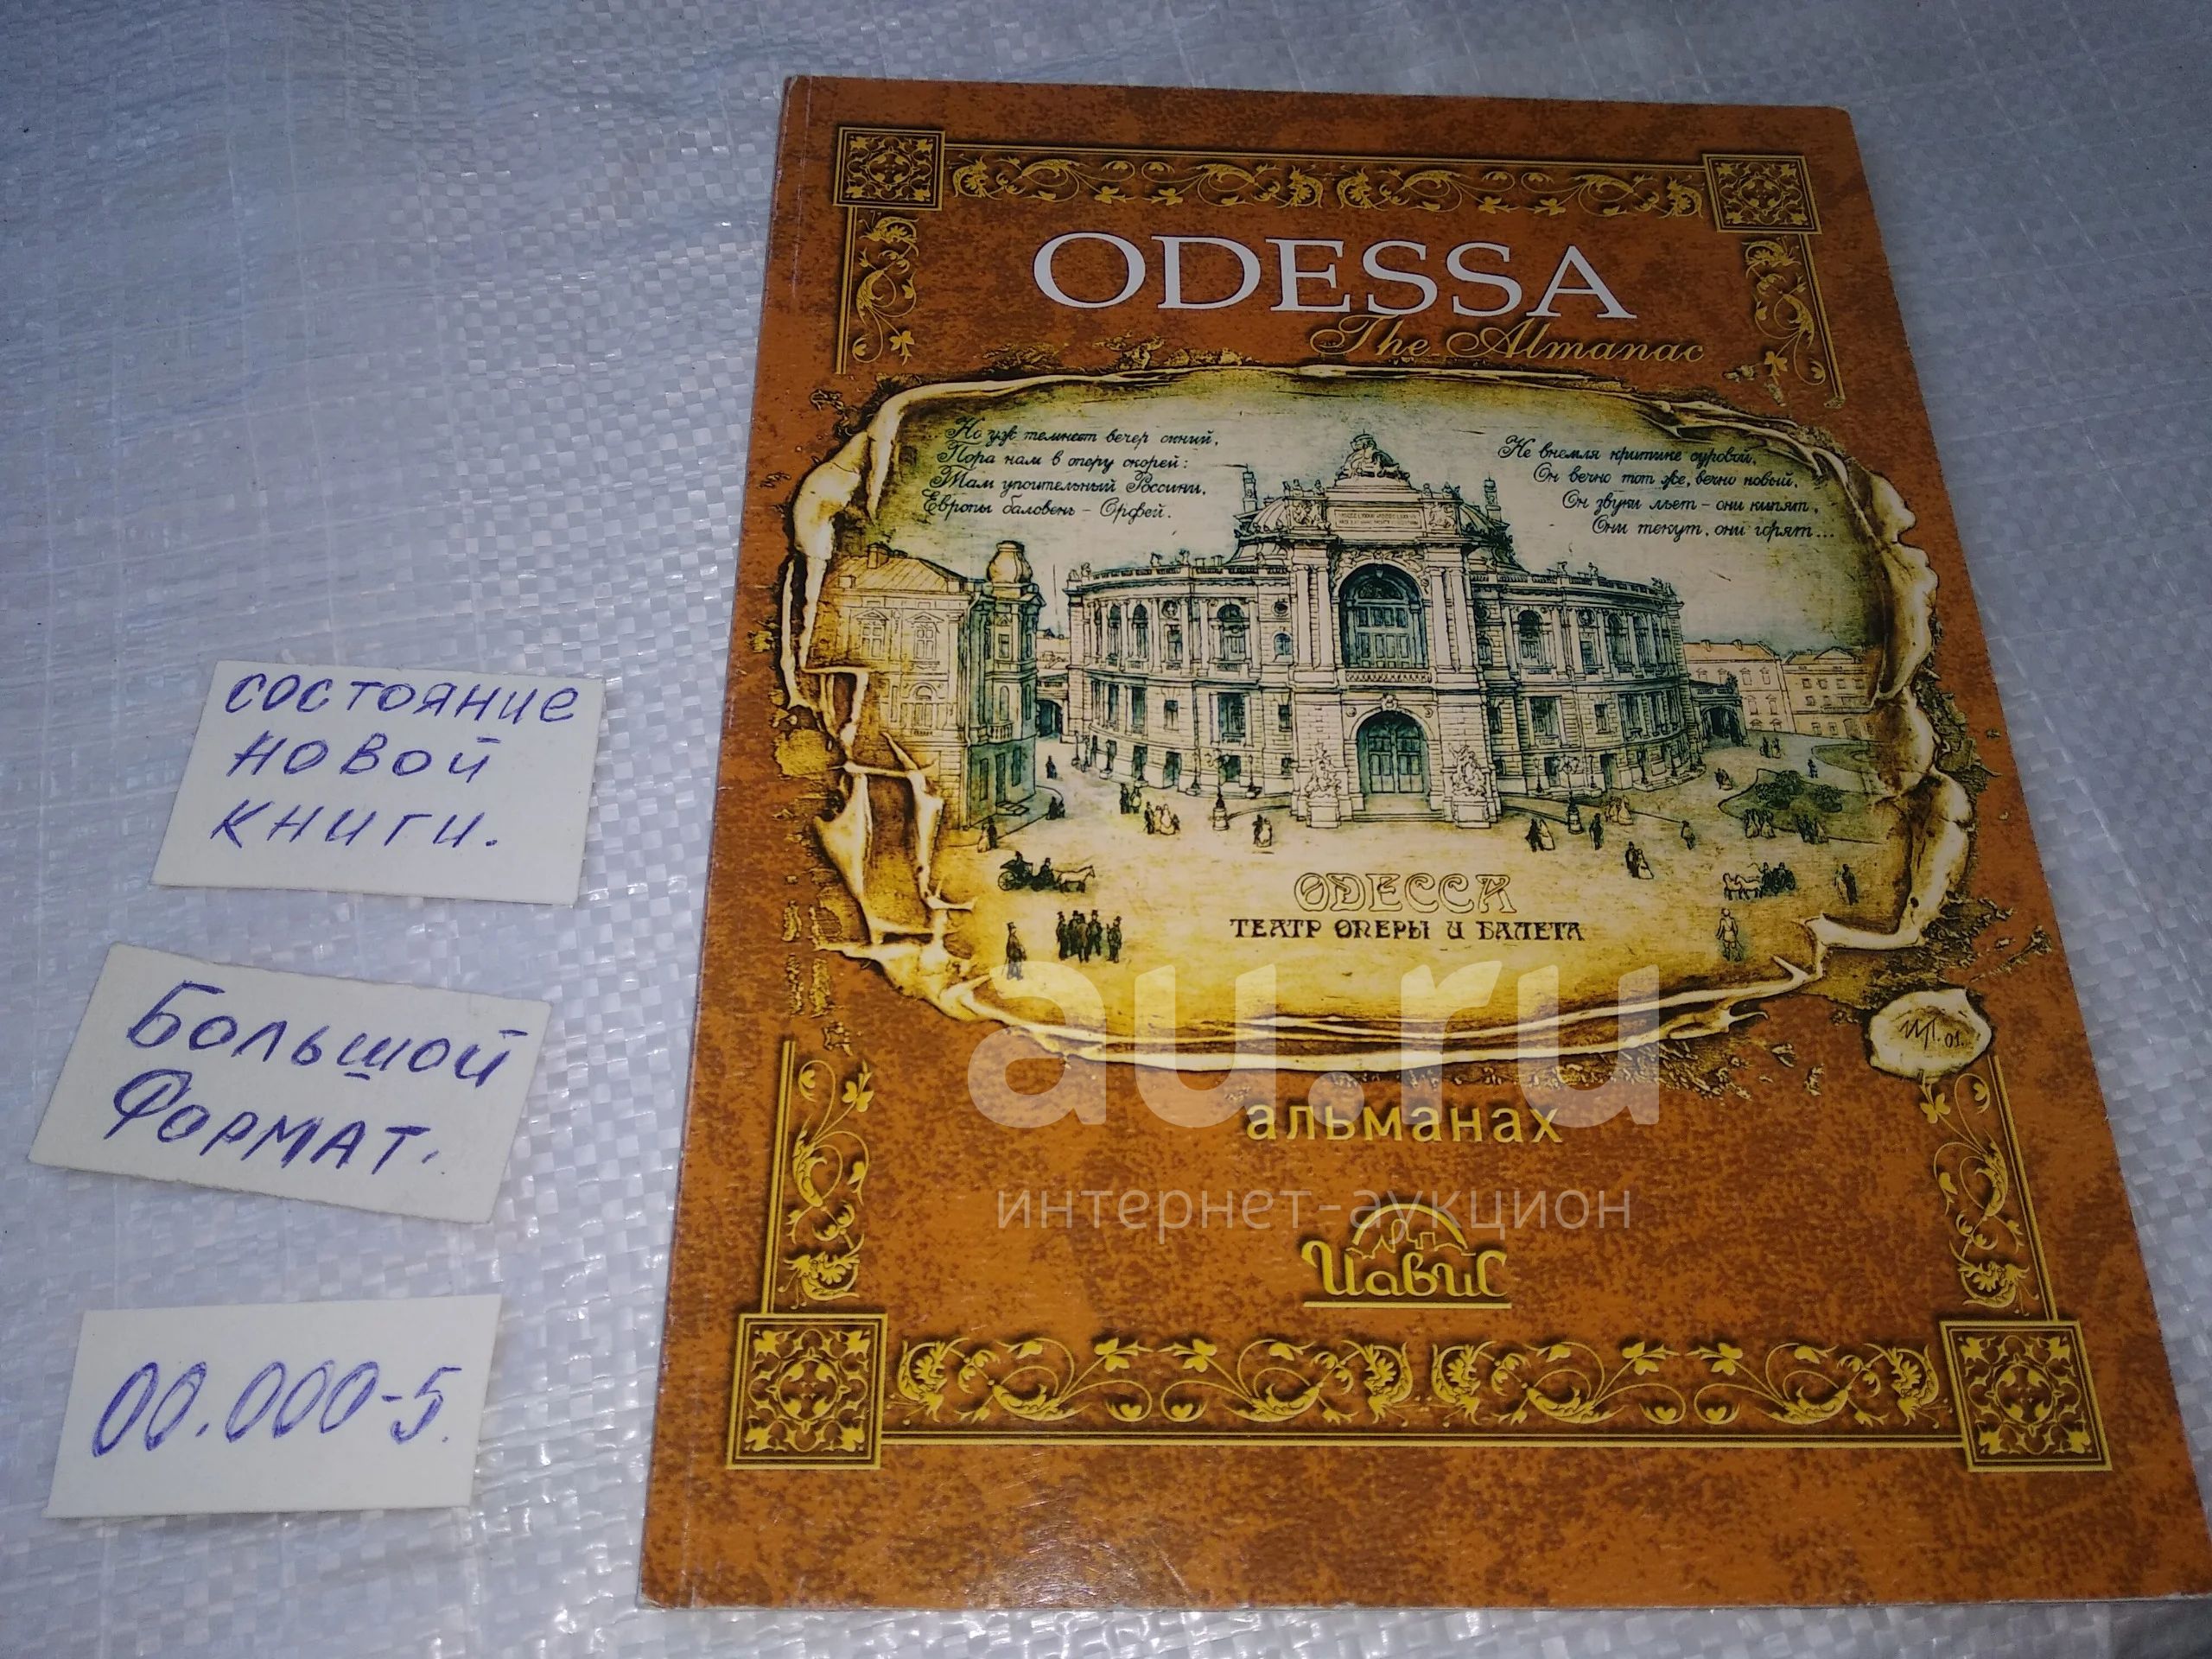 состояние
новой
книги.
Большой
Формат.
00.000-5.
ODESSA
The Almanac
...Но уж темнеет вечер синий,
Пора нам в оперу скорей:
Там упоительный Россини,
Европы баловень - Орфей.
Не внемля критике суровой,
Он вечно тот же, вечно новый,
Он звуки льет - они кипят,
Они текут, они горят...
ОДЕССА
ТЕАТР ОПЕРЫ И БАЛЕТА
au.ru
альманах
интернет-аукцион
ИавиС